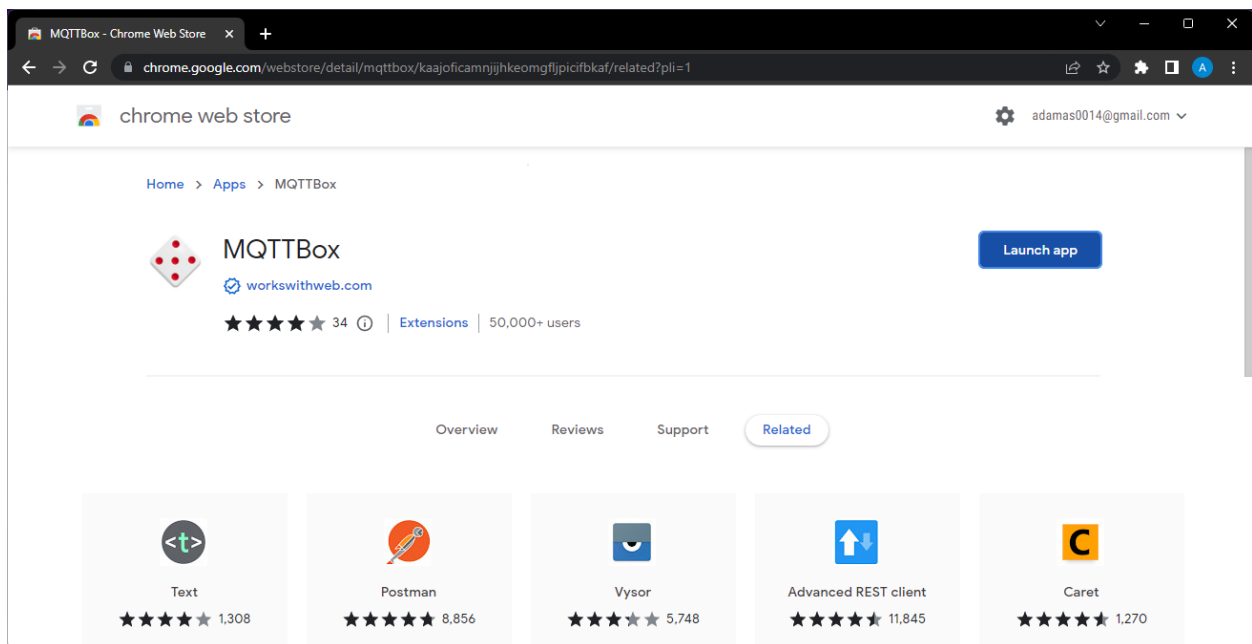 MQTTBox - Chrome Web Store
chrome.google.com/webstore/detail/mqttbox/kaajoficamnjijhkeomgfljpicifbkaf/related?pli=1
A
chrome web store
adamas0014@gmail.com
Home > Apps > MQTTBox
MQTTBox
Launch app
workswithweb.com
34 Extensions 50,000+ users
Overview Reviews Support Related
<t> C
Text Postman Vysor Advanced REST client Caret
1,308 8,856 5,748 11,845 1,270